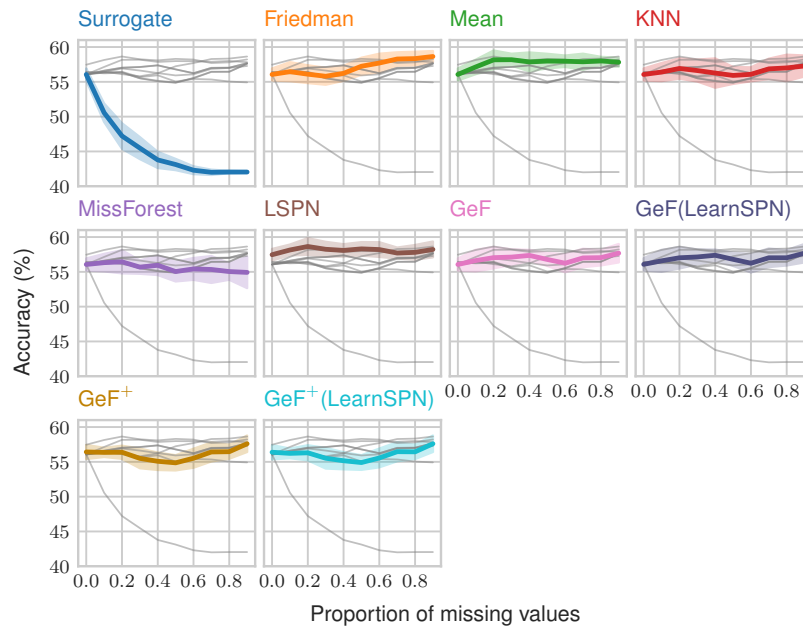 Surrogate Friedman Mean KNN
60
55
50
45
40
MissForest LSPN GeF GeF(LearnSPN)
60
55
50
45
40
0.0 0.2 0.4 0.6 0.8 0.0 0.2 0.4 0.6 0.8
Accuracy (%)
GeF⁺ GeF⁺(LearnSPN)
60
55
50
45
40
0.0 0.2 0.4 0.6 0.8 0.0 0.2 0.4 0.6 0.8
Proportion of missing values